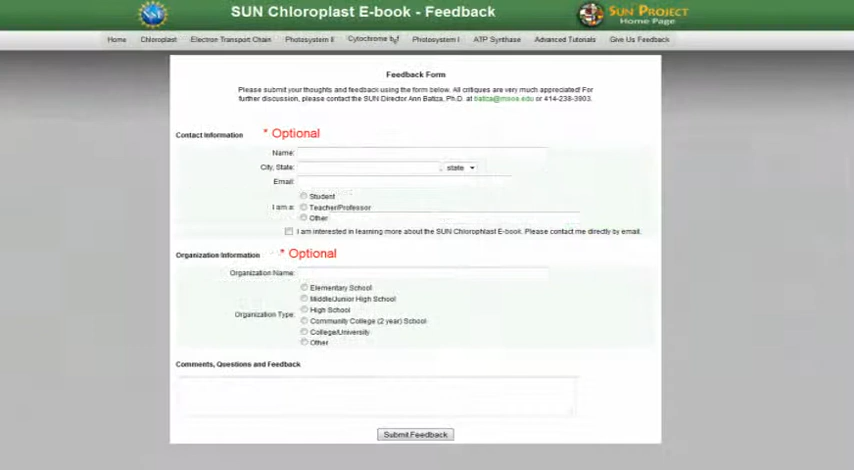 SUN Chloroplast E-book - Feedback
SUN PROJECT
Home Page
Home Chloroplast Electron Transport Chain Photosystem II Cytochrome b6f Photosystem I ATP Synthase Advanced Tutorials Give Us Feedback
Feedback Form
Please submit your thoughts and feedback using the form below. All critiques are very much appreciated! For
further discussion, please contact the SUN Director Ann Batiza, Ph.D. at batiza@msoe.edu or 414-238-3903.
Contact Information * Optional
Name:
City, State: , state
Email:
Student
I am a: Teacher/Professor
Other
I am interested in learning more about the SUN Chlorophlast E-book. Please contact me directly by email.
Organization Information * Optional
Organization Name:
Elementary School
Middle/Junior High School
High School
Organization Type: Community College (2 year) School
College/University
Other
Comments, Questions and Feedback
Submit Feedback